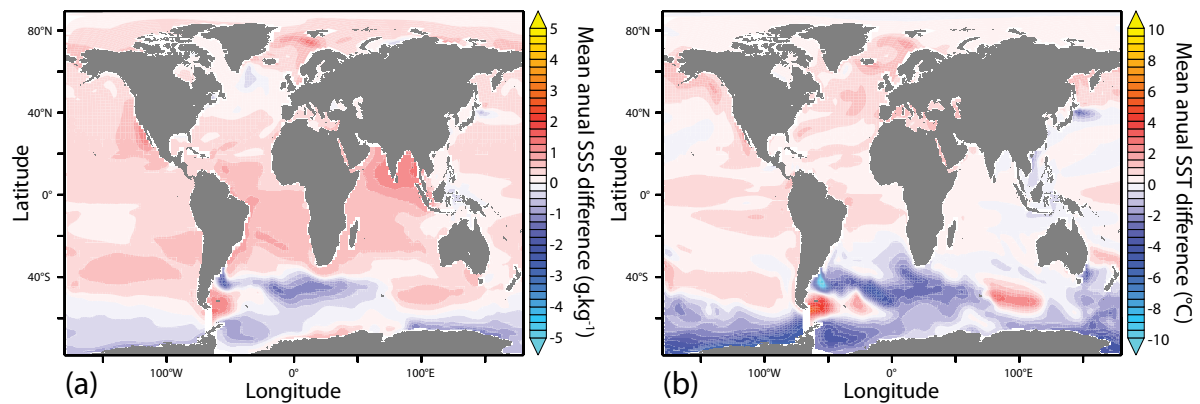 80°N
40°N
0°
40°S
Latitude
100°W
0°
100°E
Longitude
(a)
5
4
3
2
1
0
-1
-2
-3
-4
-5
Mean anual SSS difference (g.kg⁻¹)
80°N
40°N
0°
40°S
Latitude
100°W
0°
100°E
Longitude
(b)
10
8
6
4
2
0
-2
-4
-6
-8
-10
Mean anual SST difference (°C)